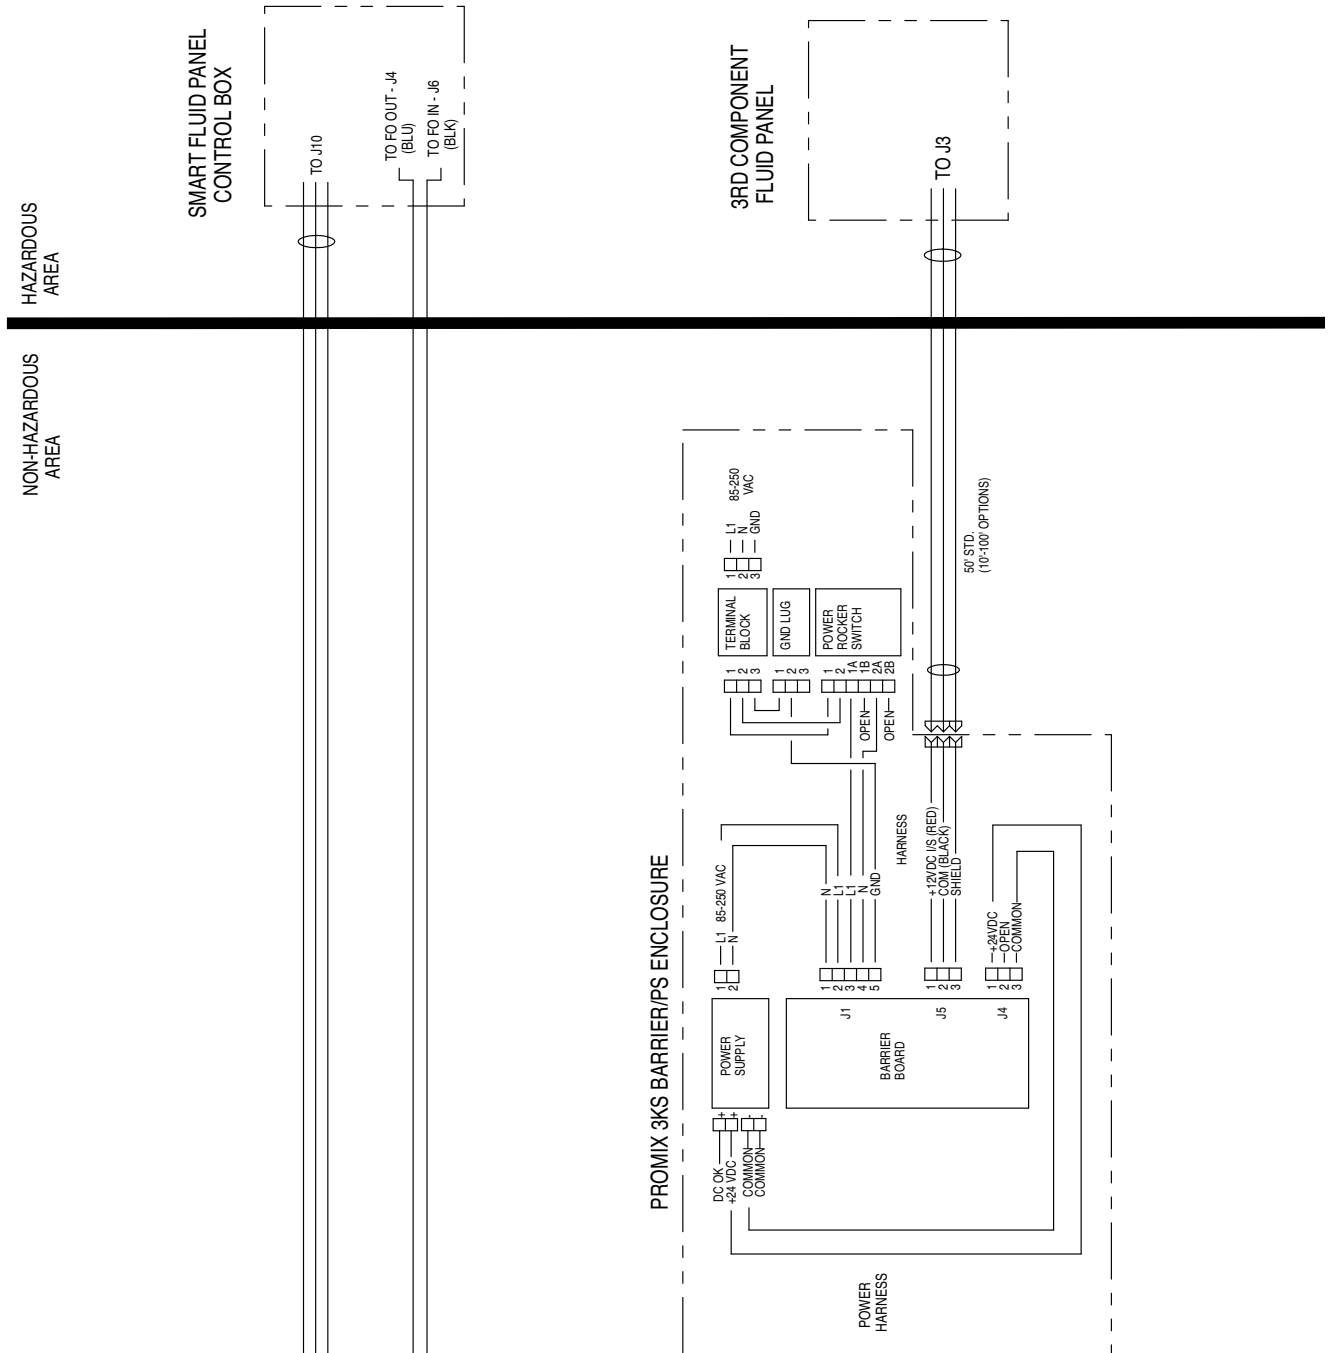 HAZARDOUS
AREA
NON-HAZARDOUS
AREA
SMART FLUID PANEL
CONTROL BOX
TO J10
TO FO OUT - J4
(BLU)
TO FO IN - J6
(BLK)
3RD COMPONENT
FLUID PANEL
TO J3
50' STD.
(10'-100' OPTIONS)
PROMIX 3KS BARRIER/PS ENCLOSURE
85-250
VAC
L1
N
GND
1
2
3
TERMINAL
BLOCK
GND LUG
POWER
ROCKER
SWITCH
1
2
3
1
2
3
1
2
1A
1B
2A
2B
OPEN
OPEN
HARNESS
L1 85-250 VAC
N
1
2
POWER
SUPPLY
+
+
-
-
DC OK
+24 VDC
COMMON
COMMON
N
L1
L1
N
GND
1
2
3
4
5
J1
+12VDC I/S (RED)
COM (BLACK)
SHIELD
1
2
3
J5
+24VDC
OPEN
COMMON
1
2
3
J4
BARRIER
BOARD
POWER
HARNESS